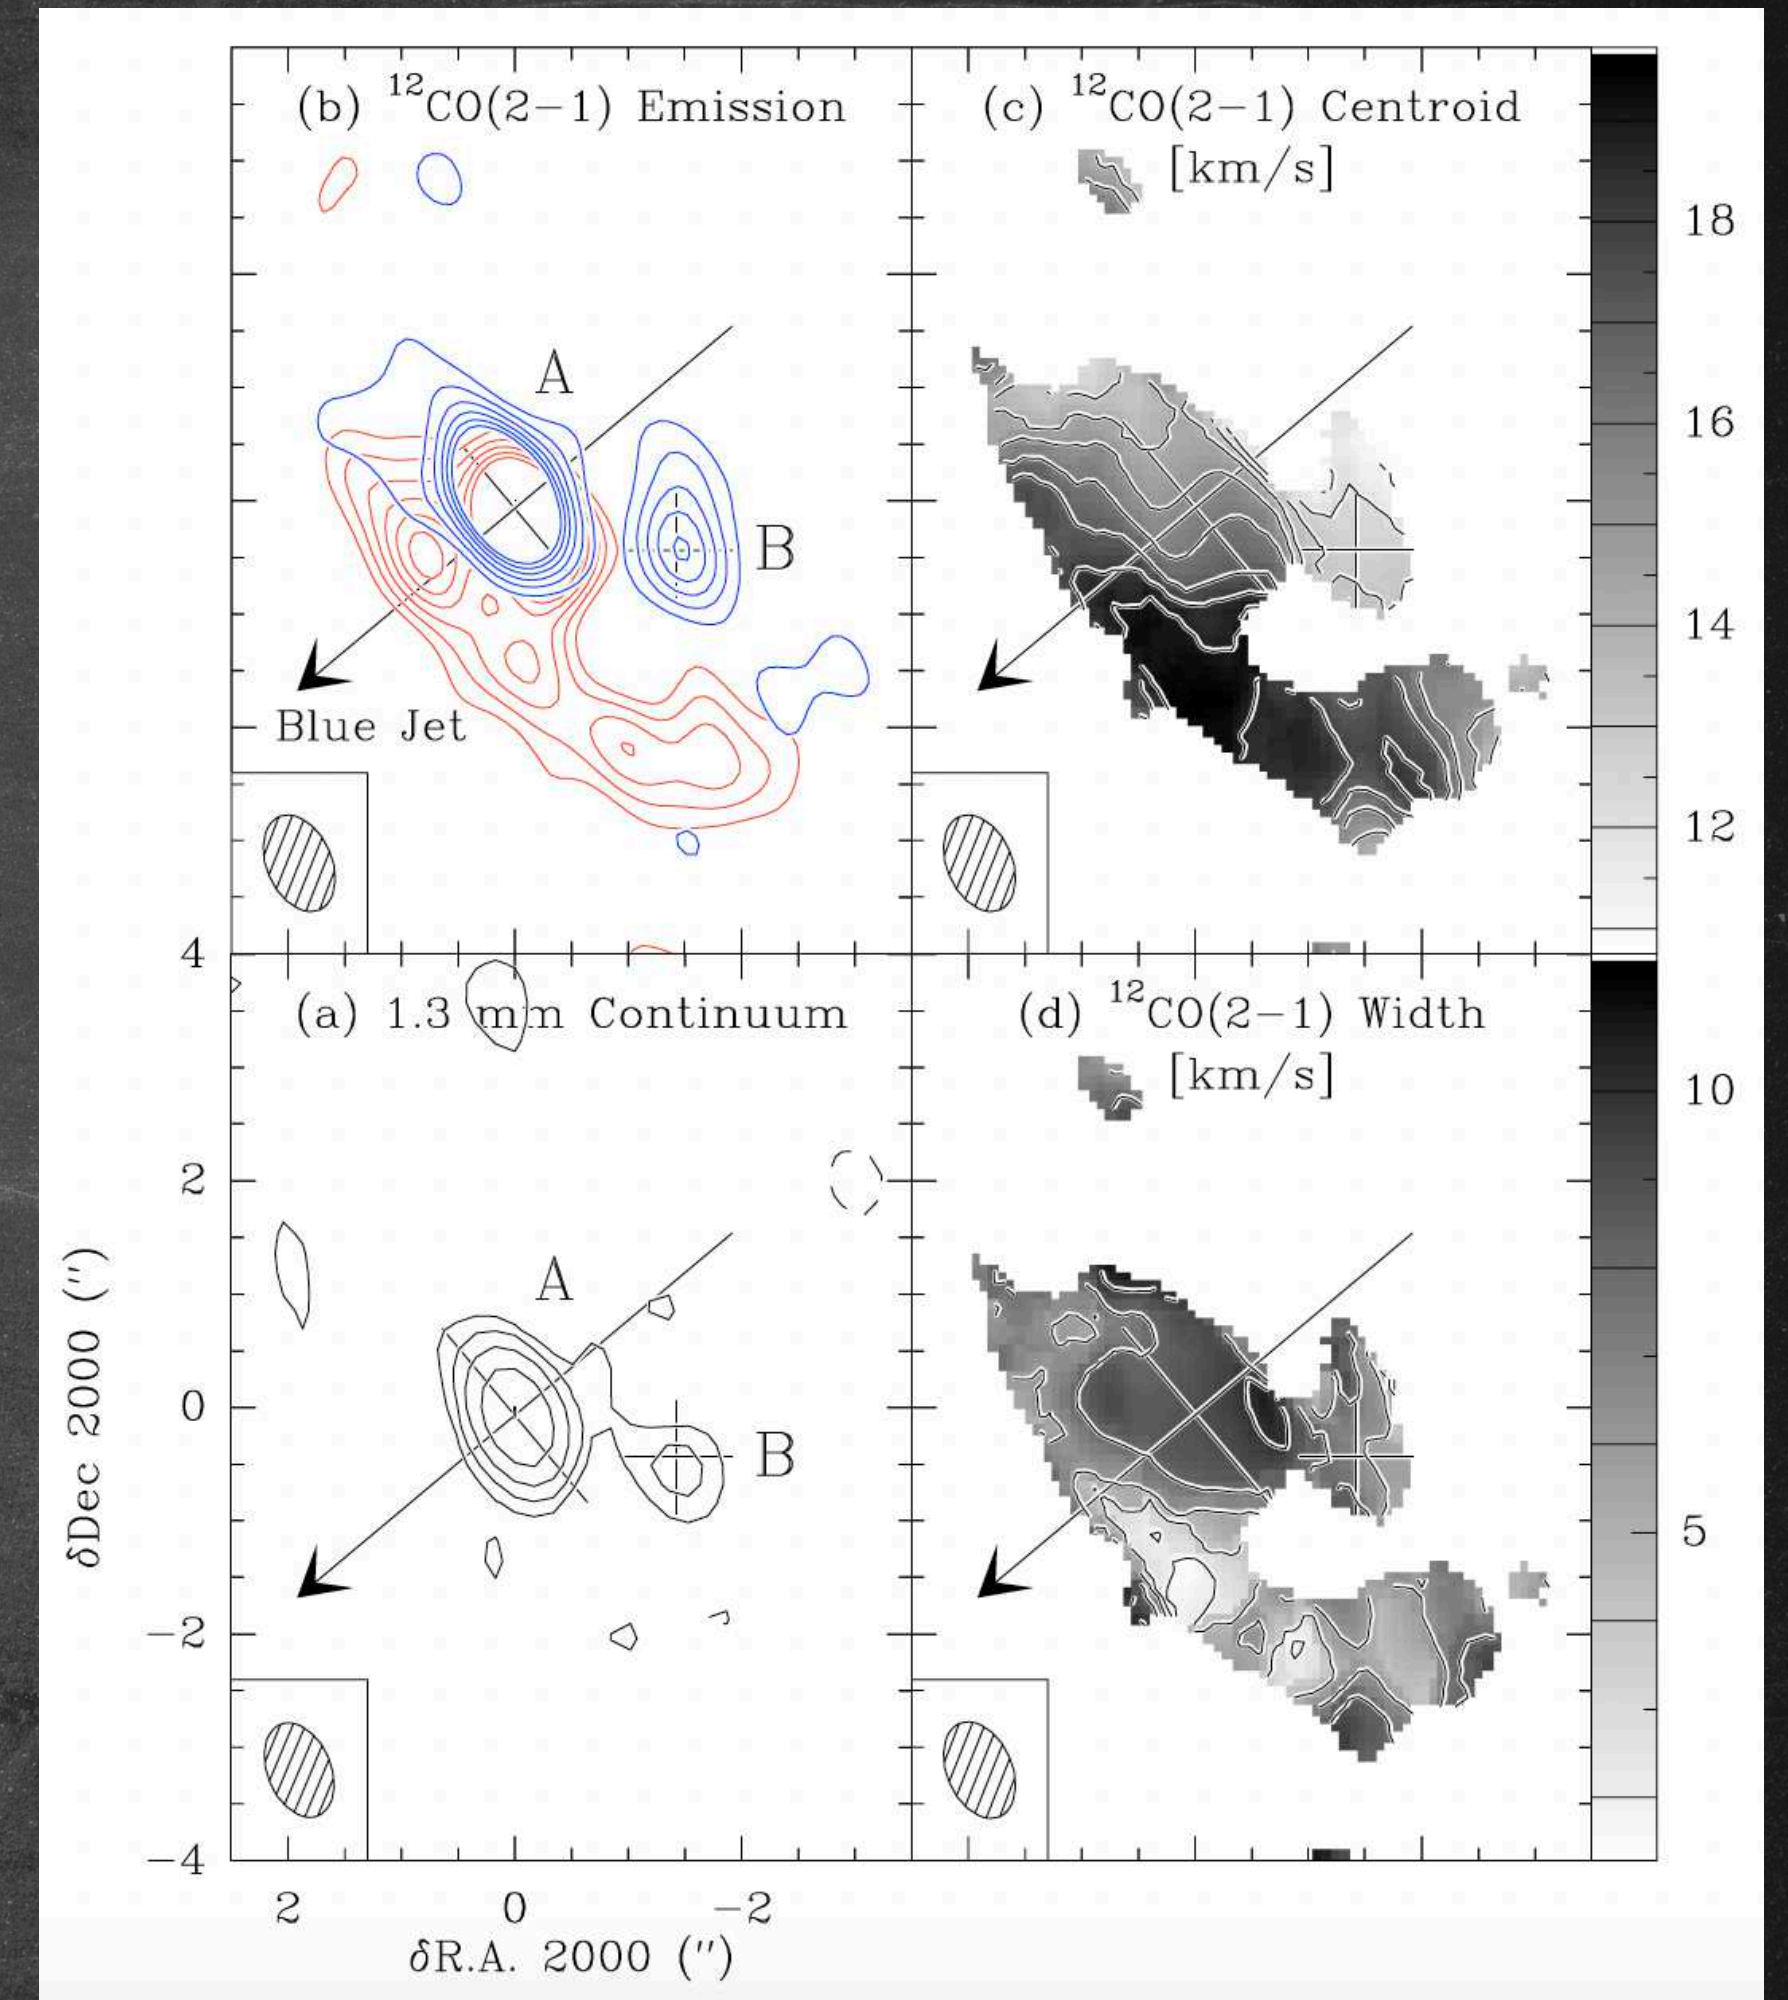 (b) ¹²CO(2−1) Emission
(c) ¹²CO(2−1) Centroid
[km/s]
18
A
16
B
14
Blue Jet
12
4
(a) 1.3 mm Continuum
(d) ¹²CO(2−1) Width
[km/s]
10
2
A
0
B
5
δDec 2000 (″)
−2
−4
2 0 −2
δR.A. 2000 (″)